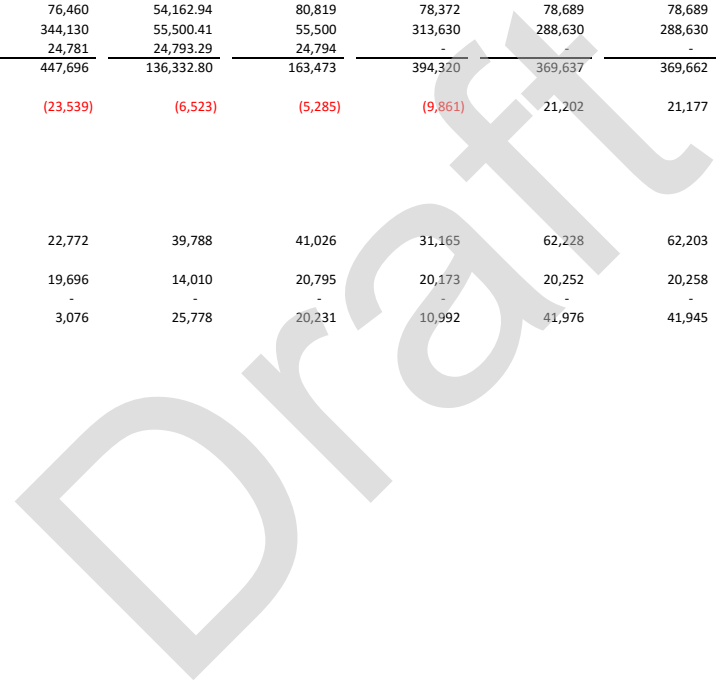 76,460 54,162.94 80,819 78,372 78,689 78,689
344,130 55,500.41 55,500 313,630 288,630 288,630
24,781 24,793.29 24,794 - - -
447,696 136,332.80 163,473 394,320 369,637 369,662
(23,539) (6,523) (5,285) (9,861) 21,202 21,177
22,772 39,788 41,026 31,165 62,228 62,203
19,696 14,010 20,795 20,173 20,252 20,258
- - - - - -
3,076 25,778 20,231 10,992 41,976 41,945
Draft